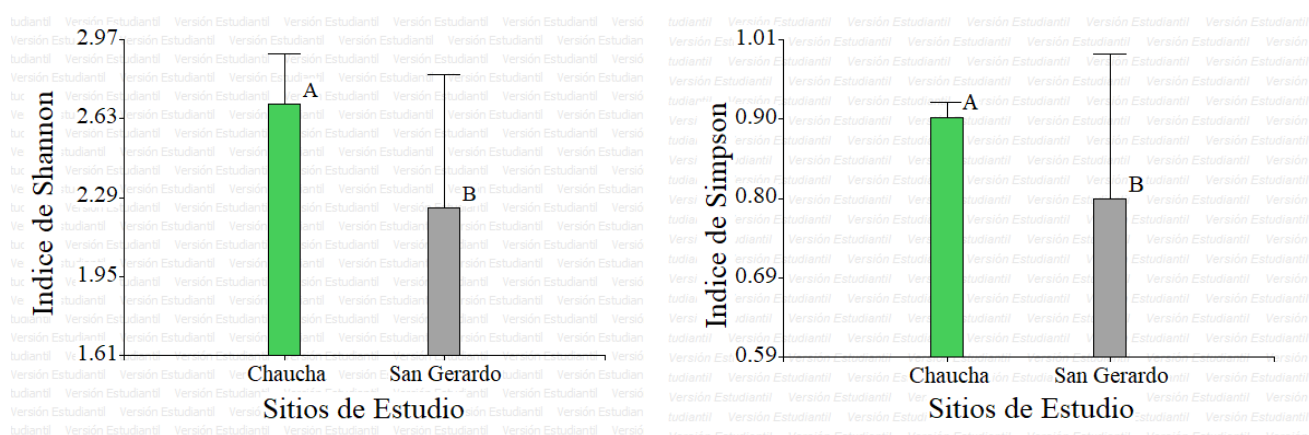 2.97
2.63
2.29
1.95
1.61
Indice de Shannon
A
B
Chaucha San Gerardo
Sitios de Estudio
1.01
0.90
0.80
0.69
0.59
Indice de Simpson
A
B
Chaucha San Gerardo
Sitios de Estudio
Versión Estudiantil